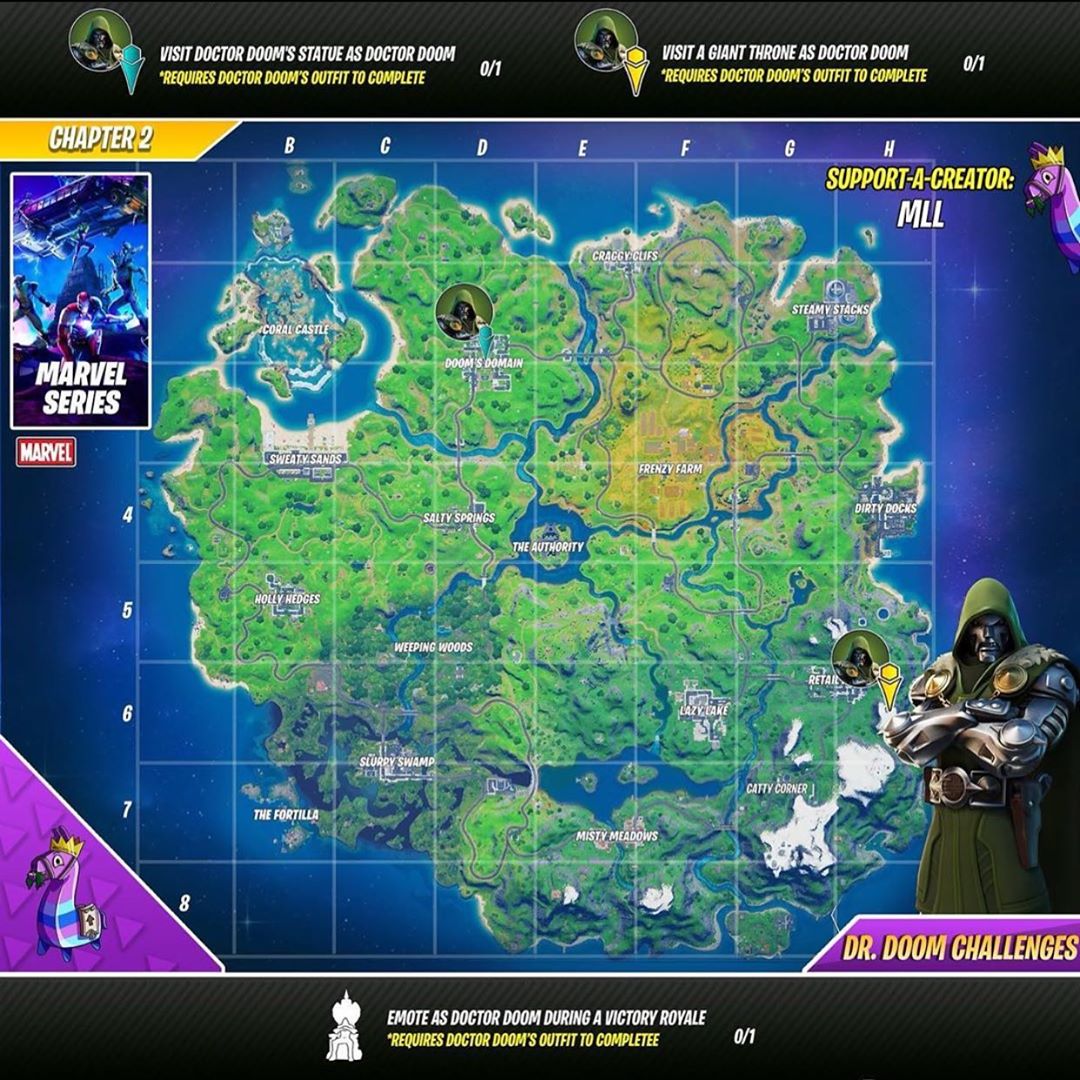 VISIT DOCTOR DOOM'S STATUE AS DOCTOR DOOM
*REQUIRES DOCTOR DOOM'S OUTFIT TO COMPLETE
0/1
VISIT A GIANT THRONE AS DOCTOR DOOM
*REQUIRES DOCTOR DOOM'S OUTFIT TO COMPLETE
0/1
CHAPTER 2
B C D E F G H
SUPPORT-A-CREATOR:
MLL
MARVEL
SERIES
MARVEL
CRAGGY CLIFS
STEAMY STACKS
CORAL CASTLE
DOOM'S DOMAIN
SWEATY SANDS
FRENZY FARM
4
SALTY SPRINGS
DIRTY DOCKS
THE AUTHORITY
5
HOLLY HEDGES
WEEPING WOODS
RETAIL
6
LAZY LAKE
SLURPY SWAMP
CATTY CORNER
7
THE FORTILLA
MISTY MEADOWS
8
DR. DOOM CHALLENGES
EMOTE AS DOCTOR DOOM DURING A VICTORY ROYALE
*REQUIRES DOCTOR DOOM'S OUTFIT TO COMPLETEE
0/1